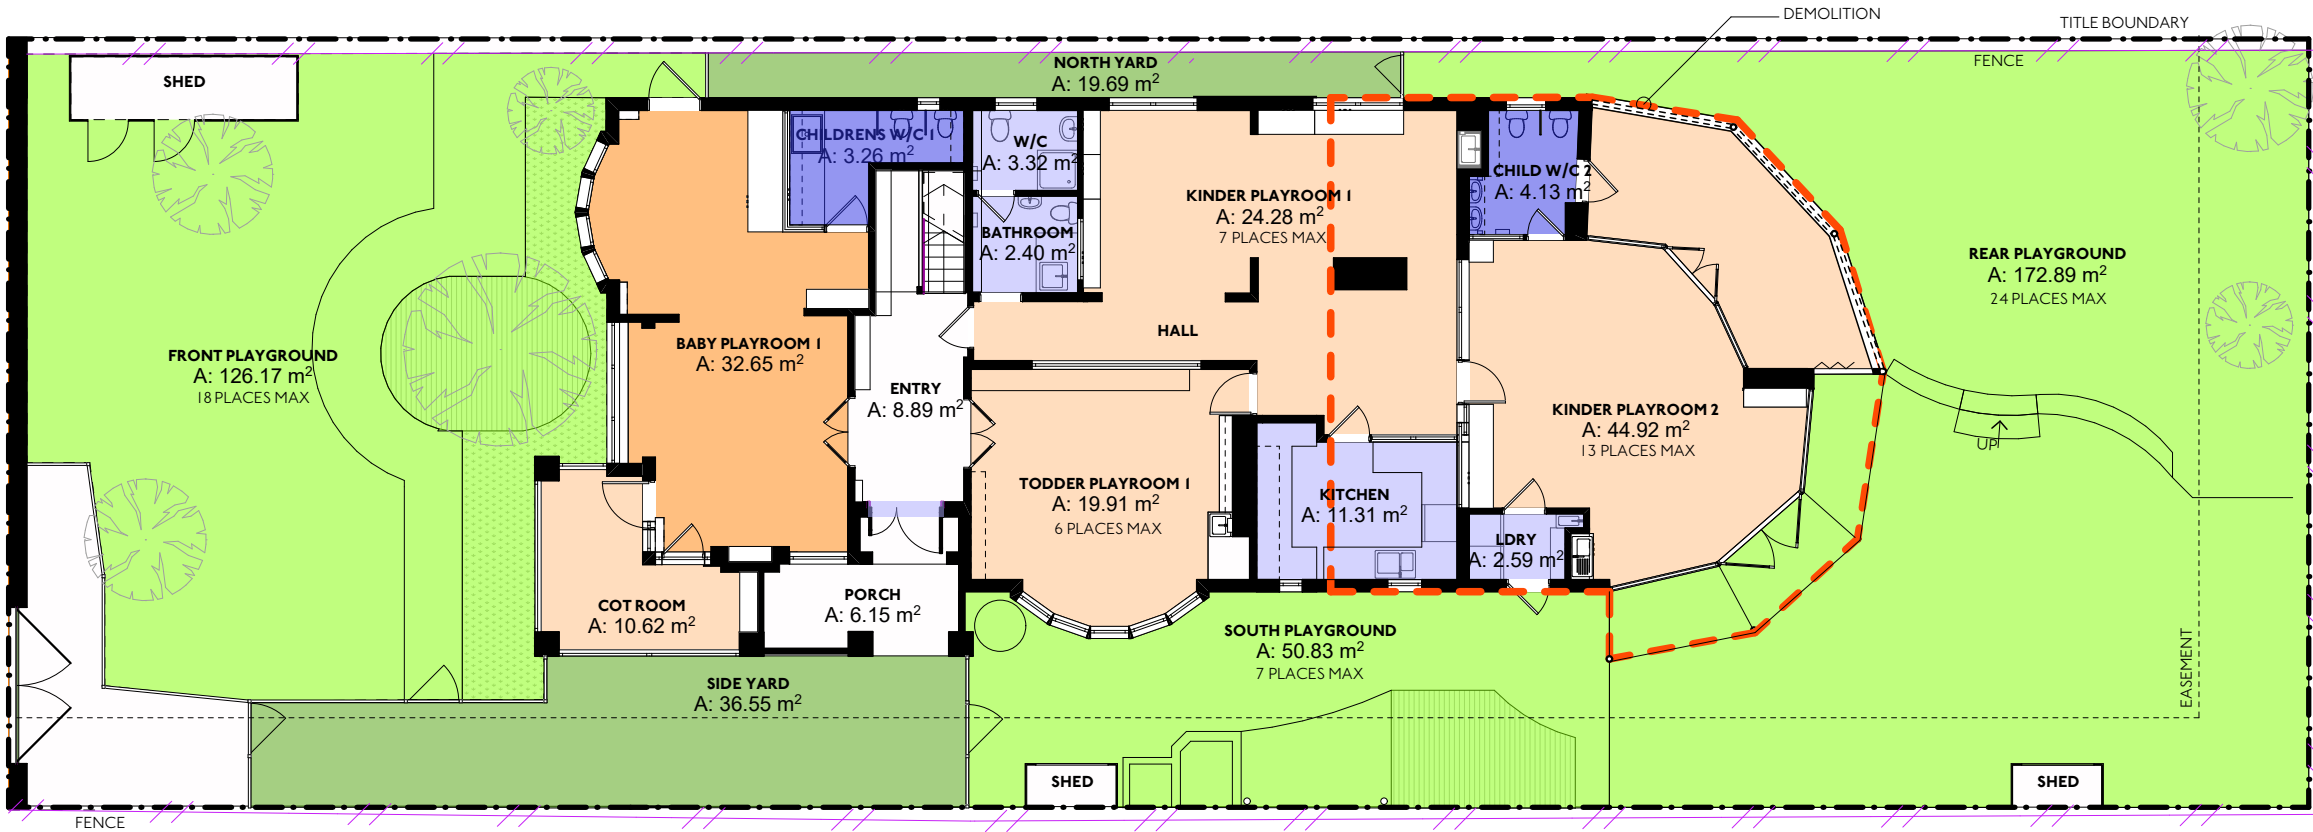 DEMOLITION
TITLE BOUNDARY
FENCE
SHED
NORTH YARD
A: 19.69 m²
CHILDRENS W/C 1
A: 3.26 m²
W/C
A: 3.32 m²
BATHROOM
A: 2.40 m²
KINDER PLAYROOM 1
A: 24.28 m²
7 PLACES MAX
CHILD W/C 2
A: 4.13 m²
REAR PLAYGROUND
A: 172.89 m²
24 PLACES MAX
HALL
FRONT PLAYGROUND
A: 126.17 m²
18 PLACES MAX
BABY PLAYROOM 1
A: 32.65 m²
ENTRY
A: 8.89 m²
KINDER PLAYROOM 2
A: 44.92 m²
13 PLACES MAX
UP
TODDER PLAYROOM 1
A: 19.91 m²
6 PLACES MAX
KITCHEN
A: 11.31 m²
LDRY
A: 2.59 m²
COT ROOM
A: 10.62 m²
PORCH
A: 6.15 m²
SOUTH PLAYGROUND
A: 50.83 m²
7 PLACES MAX
SIDE YARD
A: 36.55 m²
EASEMENT
SHED
SHED
FENCE